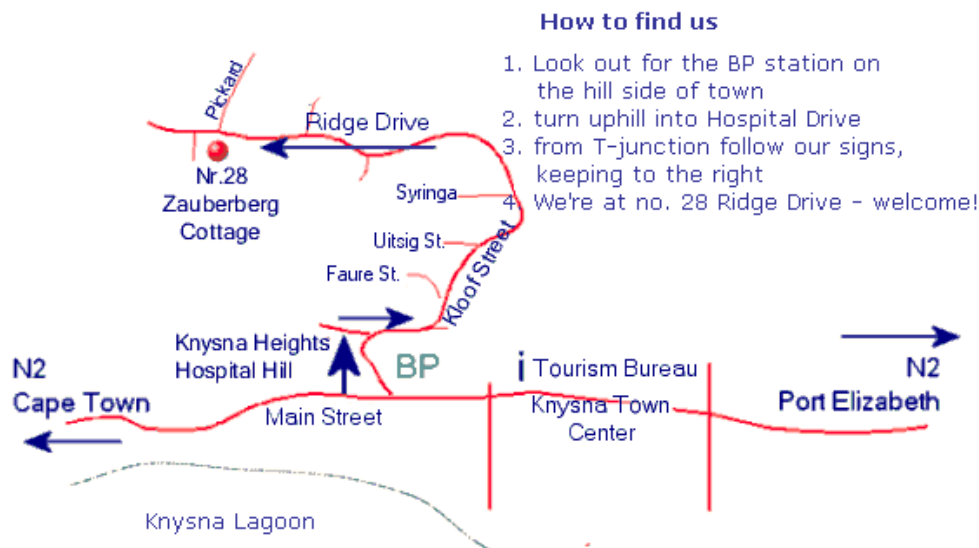 How to find us
1. Look out for the BP station on
the hill side of town
2. turn uphill into Hospital Drive
3. from T-junction follow our signs,
keeping to the right
4. We're at no. 28 Ridge Drive - welcome!
Pickard
Ridge Drive
Nr.28
Zauberberg
Cottage
Syringa
Uitsig St.
Faure St.
Kloof Street
Knysna Heights
Hospital Hill
BP
i Tourism Bureau
N2
Cape Town
N2
Port Elizabeth
Main Street
Knysna Town
Center
Knysna Lagoon